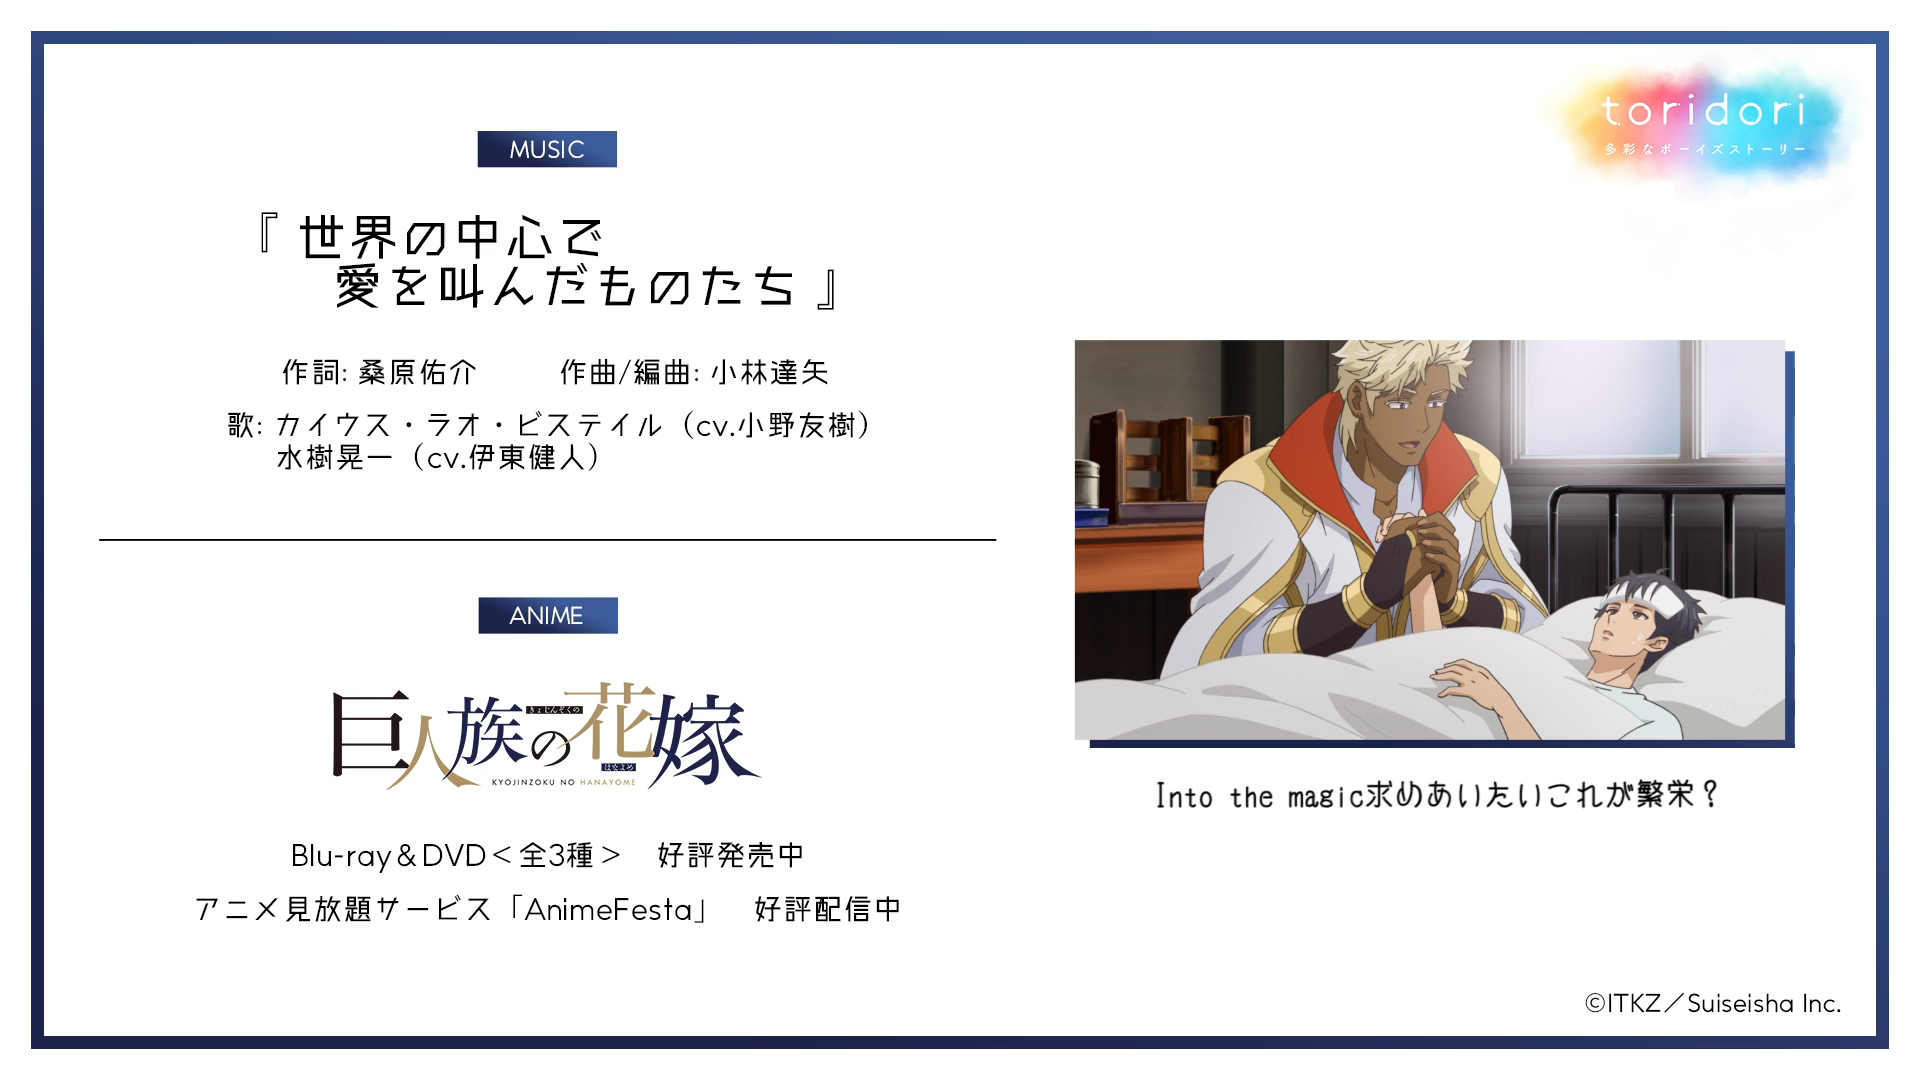 toridori
多彩なボーイズストーリー
MUSIC
『 世界の中心で
愛を叫んだものたち 』
作詞: 桑原佑介　作曲/編曲: 小林達矢
歌: カイウス・ラオ・ビステイル（cv.小野友樹）
水樹晃一（cv.伊東健人）
ANIME
巨人族の花嫁
きょじんぞくの
はなよめ
KYOJINZOKU NO HANAYOME
Blu-ray＆DVD＜全3種＞　好評発売中
アニメ見放題サービス「AnimeFesta」　好評配信中
Into the magic求めあいたいこれが繁栄？
©ITKZ／Suiseisha Inc.